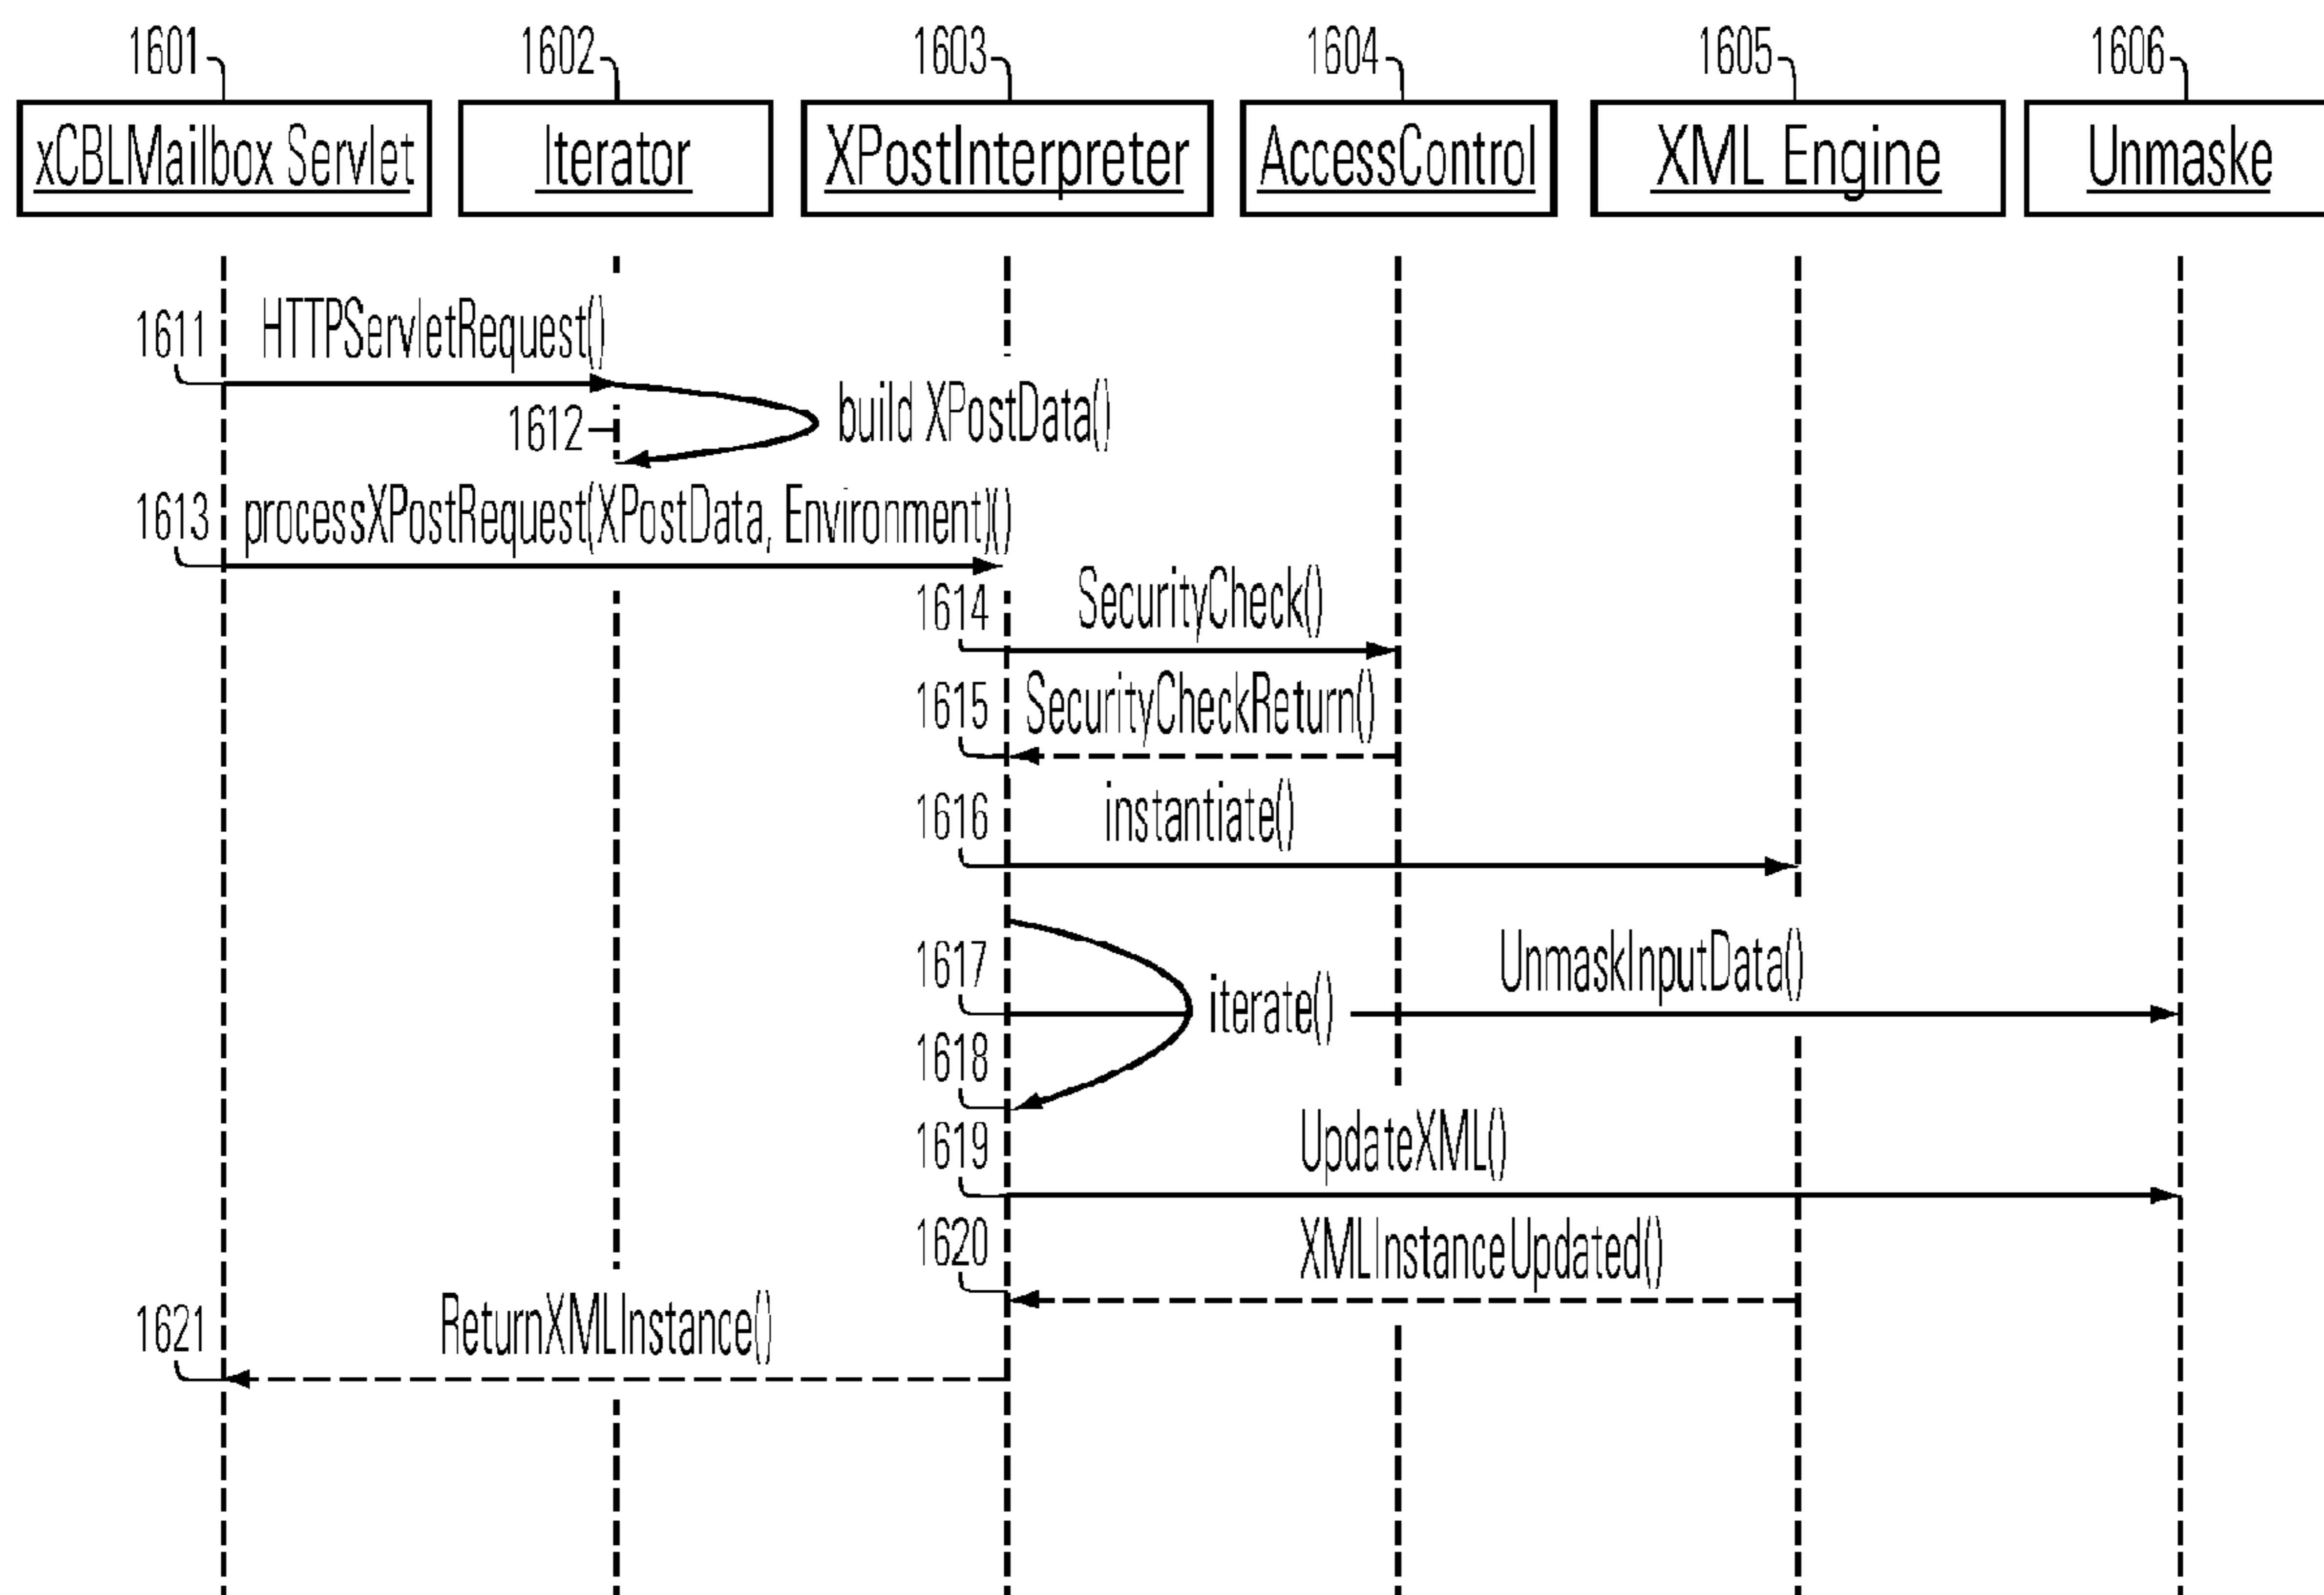 1601 1602 1603 1604 1605 1606
xCBLMailbox Servlet Iterator XPostInterpreter AccessControl XML Engine Unmaske
1611 HTTPServletRequest()
1612 build XPostData()
1613 processXPostRequest(XPostData, Environment)()
1614 SecurityCheck()
1615 SecurityCheckReturn()
1616 instantiate()
1617 iterate() UnmaskInputData()
1618
1619 UpdateXML()
1620 XMLInstanceUpdated()
1621 ReturnXMLInstance()